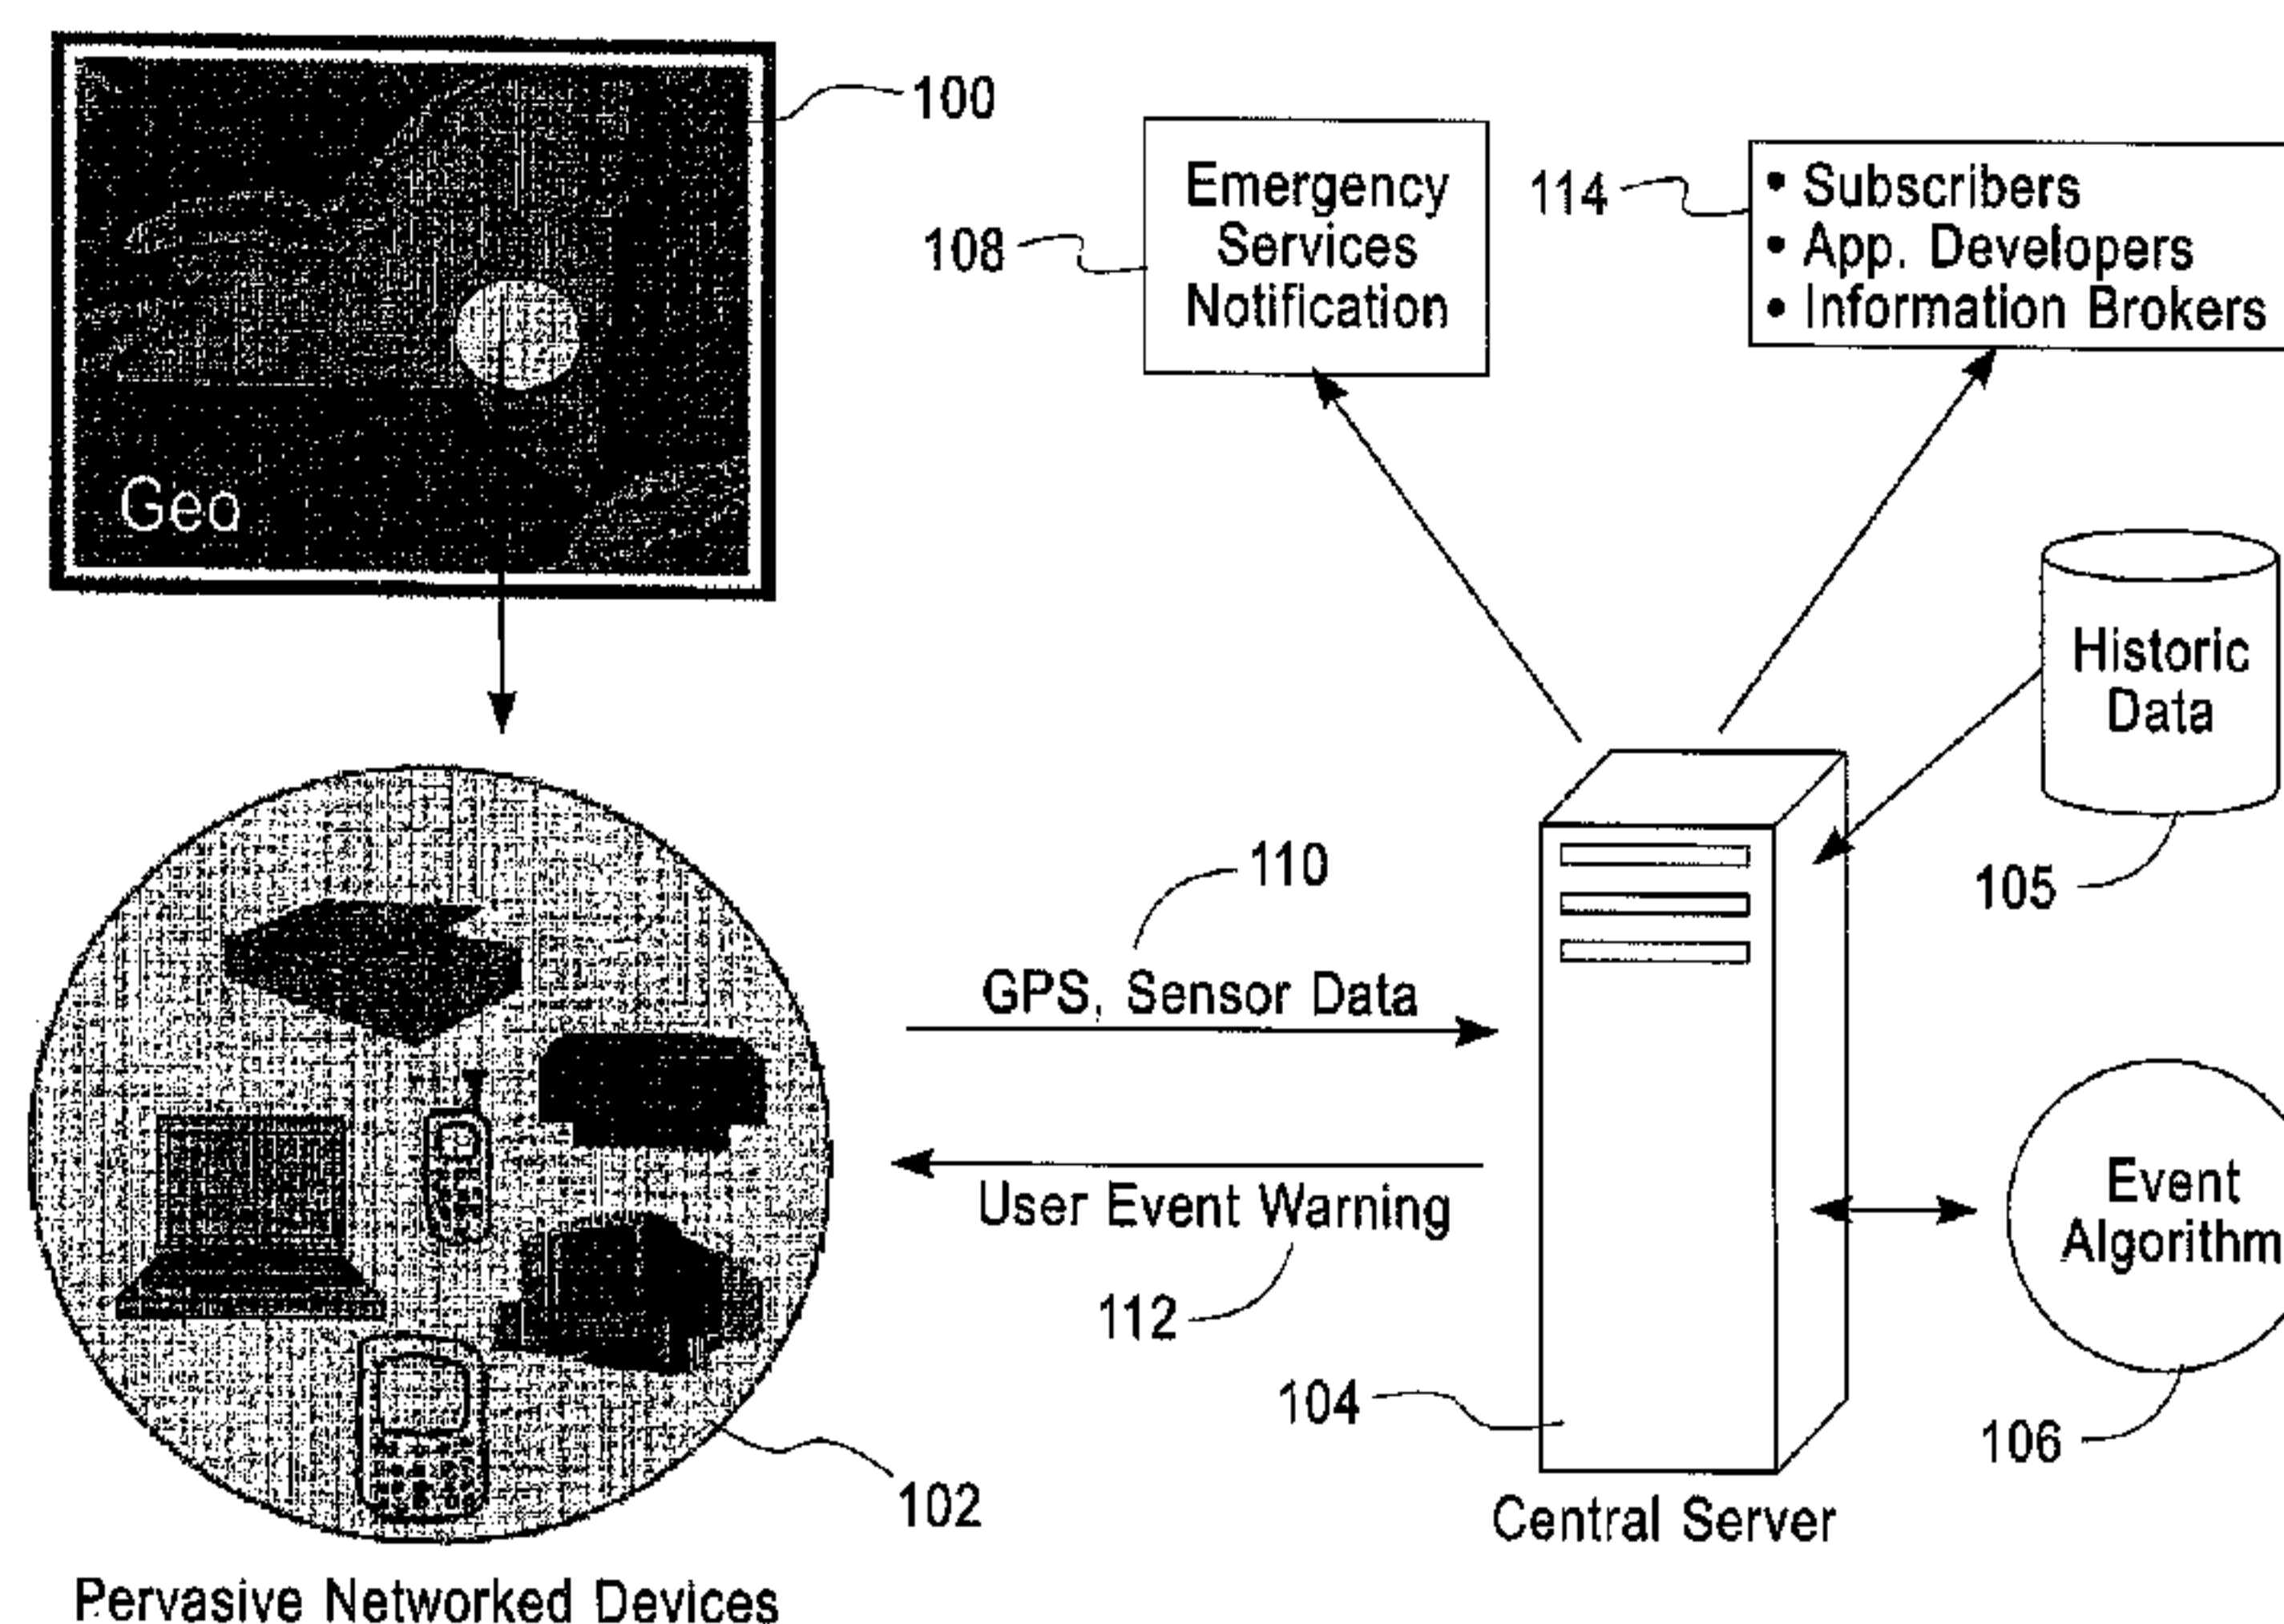 100
Geo
Emergency
Services
Notification
108
114
• Subscribers
• App. Developers
• Information Brokers
Historic
Data
105
110
GPS, Sensor Data
User Event Warning
112
Event
Algorithm
106
104
102
Central Server
Pervasive Networked Devices